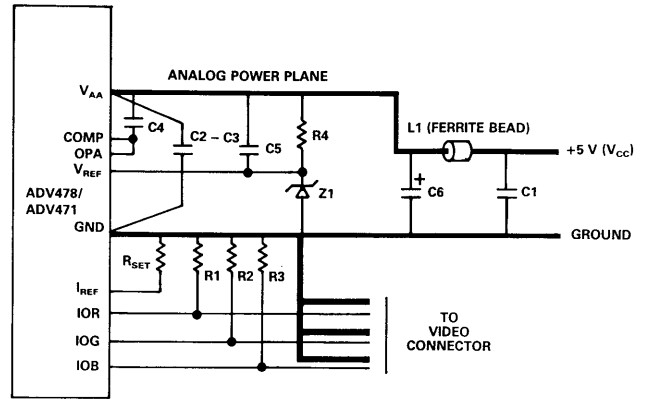 ANALOG POWER PLANE
V_AA
C4
C2 – C3
C5
R4
L1 (FERRITE BEAD)
COMP
OPA
+5 V (V_CC)
V_REF
ADV478/
ADV471
Z1
+
C6
C1
GND
GROUND
R_SET
R1
R2
R3
I_REF
IOR
IOG
IOB
TO
VIDEO
CONNECTOR